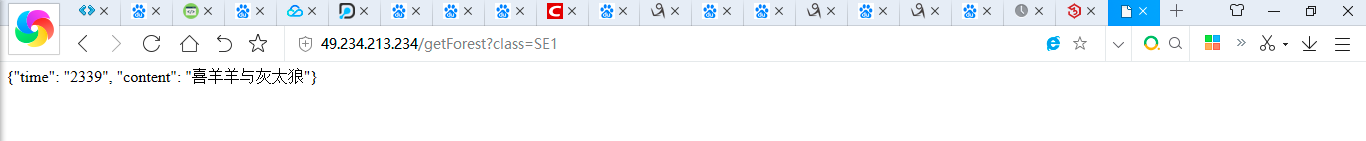 49.234.213.234/getForest?class=SE1
{"time": "2339", "content": "喜羊羊与灰太狼"}